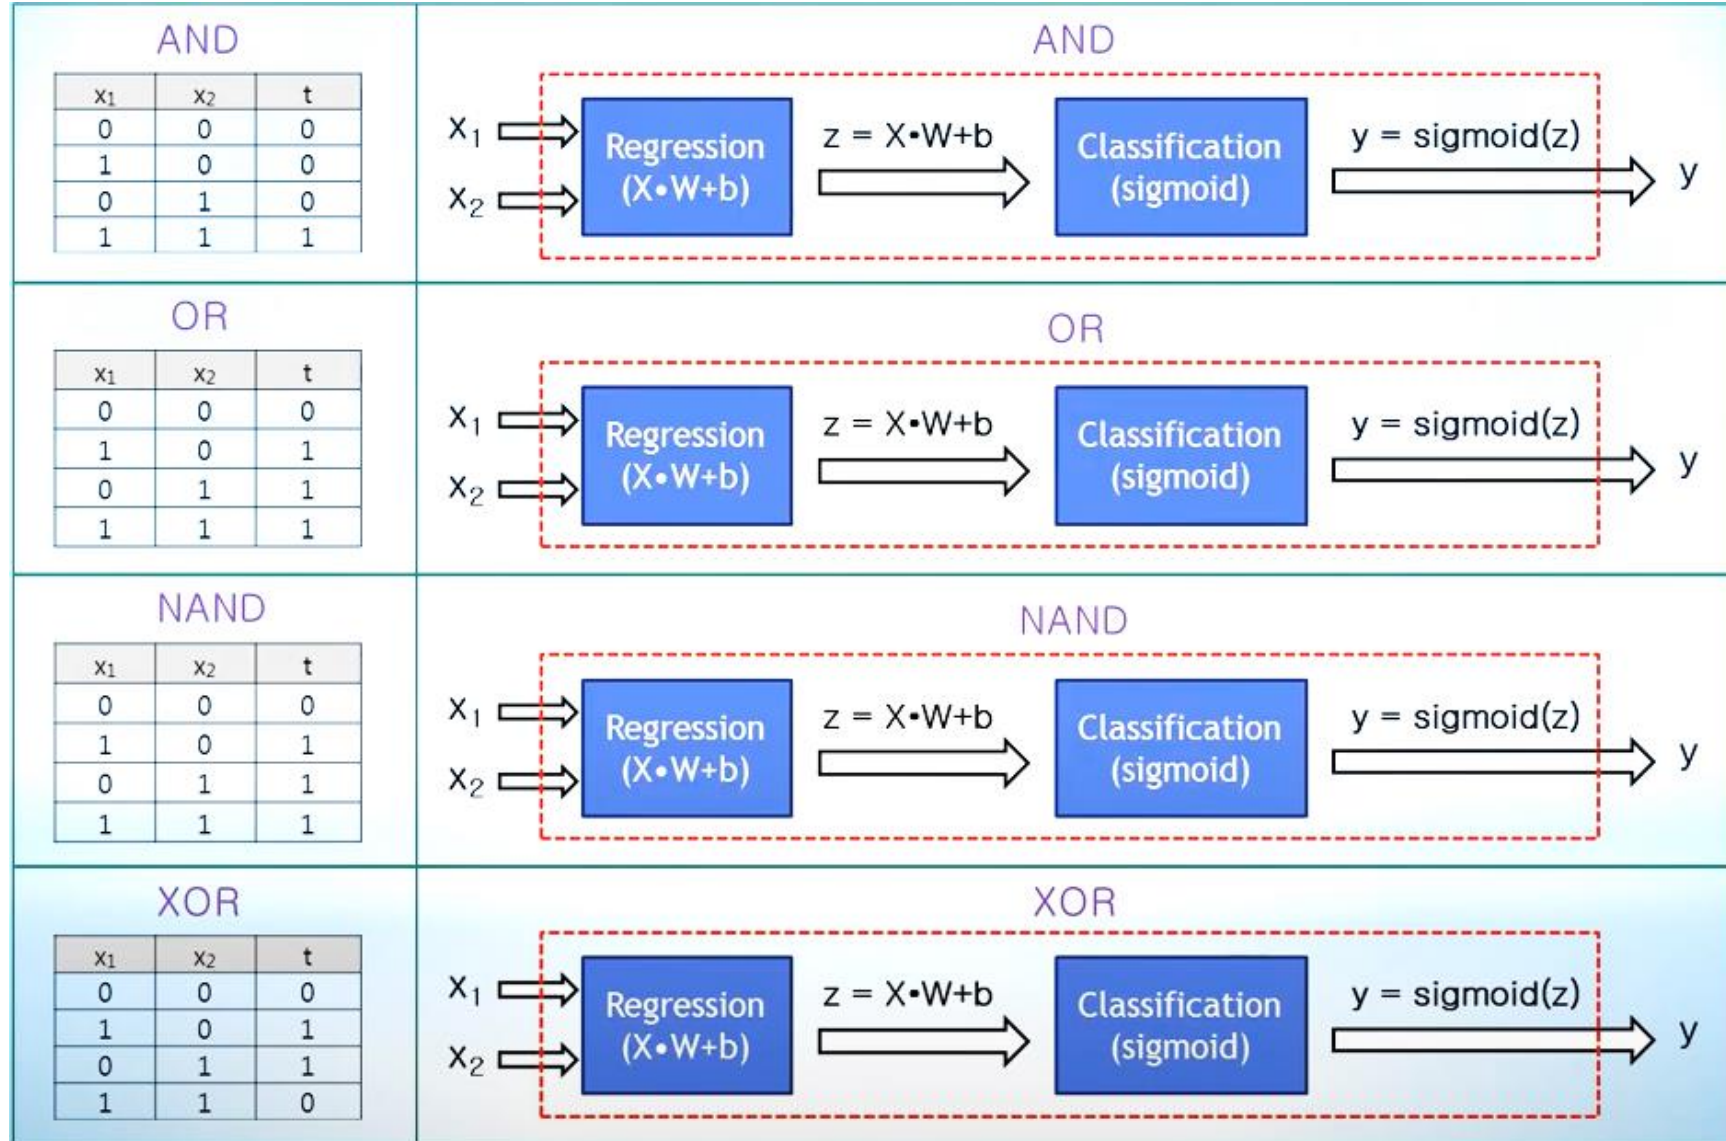 AND
x₁ x₂ t
0 0 0
1 0 0
0 1 0
1 1 1
AND
X₁
X₂
Regression
(X•W+b)
z = X•W+b
Classification
(sigmoid)
y = sigmoid(z)
y
OR
x₁ x₂ t
0 0 0
1 0 1
0 1 1
1 1 1
OR
X₁
X₂
Regression
(X•W+b)
z = X•W+b
Classification
(sigmoid)
y = sigmoid(z)
y
NAND
x₁ x₂ t
0 0 0
1 0 1
0 1 1
1 1 1
NAND
X₁
X₂
Regression
(X•W+b)
z = X•W+b
Classification
(sigmoid)
y = sigmoid(z)
y
XOR
x₁ x₂ t
0 0 0
1 0 1
0 1 1
1 1 0
XOR
X₁
X₂
Regression
(X•W+b)
z = X•W+b
Classification
(sigmoid)
y = sigmoid(z)
y